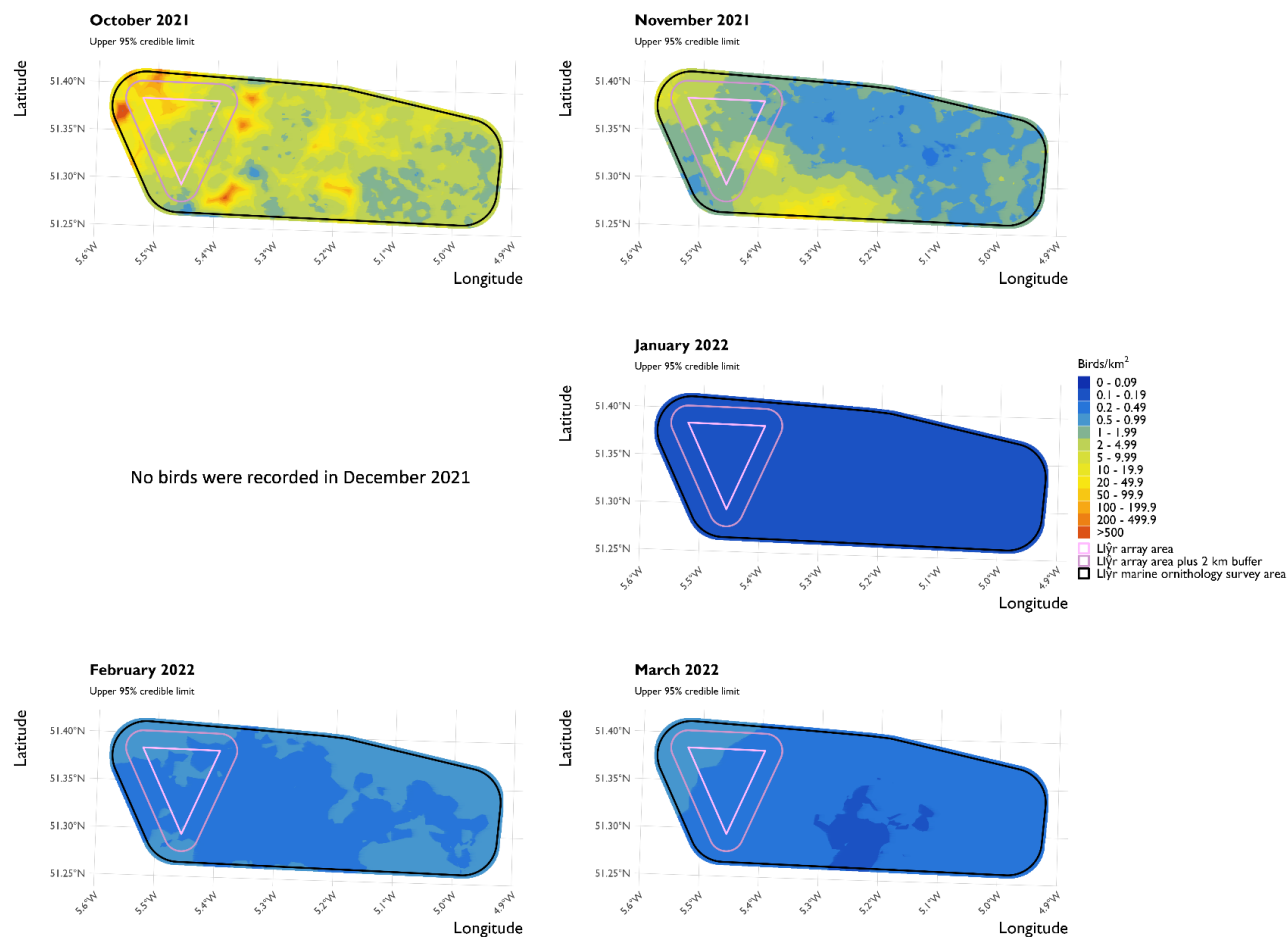 October 2021
Upper 95% credible limit
Latitude
51.40°N
51.35°N
51.30°N
51.25°N
5.6°W
5.5°W
5.4°W
5.3°W
5.2°W
5.1°W
5.0°W
4.9°W
Longitude
November 2021
Upper 95% credible limit
Latitude
51.40°N
51.35°N
51.30°N
51.25°N
5.6°W
5.5°W
5.4°W
5.3°W
5.2°W
5.1°W
5.0°W
4.9°W
Longitude
No birds were recorded in December 2021
January 2022
Upper 95% credible limit
Latitude
51.40°N
51.35°N
51.30°N
51.25°N
5.6°W
5.5°W
5.4°W
5.3°W
5.2°W
5.1°W
5.0°W
4.9°W
Longitude
Birds/km²
0 - 0.09
0.1 - 0.19
0.2 - 0.49
0.5 - 0.99
1 - 1.99
2 - 4.99
5 - 9.99
10 - 19.9
20 - 49.9
50 - 99.9
100 - 199.9
200 - 499.9
>500
Llŷr array area
Llŷr array area plus 2 km buffer
Llŷr marine ornithology survey area
February 2022
Upper 95% credible limit
Latitude
51.40°N
51.35°N
51.30°N
51.25°N
5.6°W
5.5°W
5.4°W
5.3°W
5.2°W
5.1°W
5.0°W
4.9°W
Longitude
March 2022
Upper 95% credible limit
Latitude
51.40°N
51.35°N
51.30°N
51.25°N
5.6°W
5.5°W
5.4°W
5.3°W
5.2°W
5.1°W
5.0°W
4.9°W
Longitude